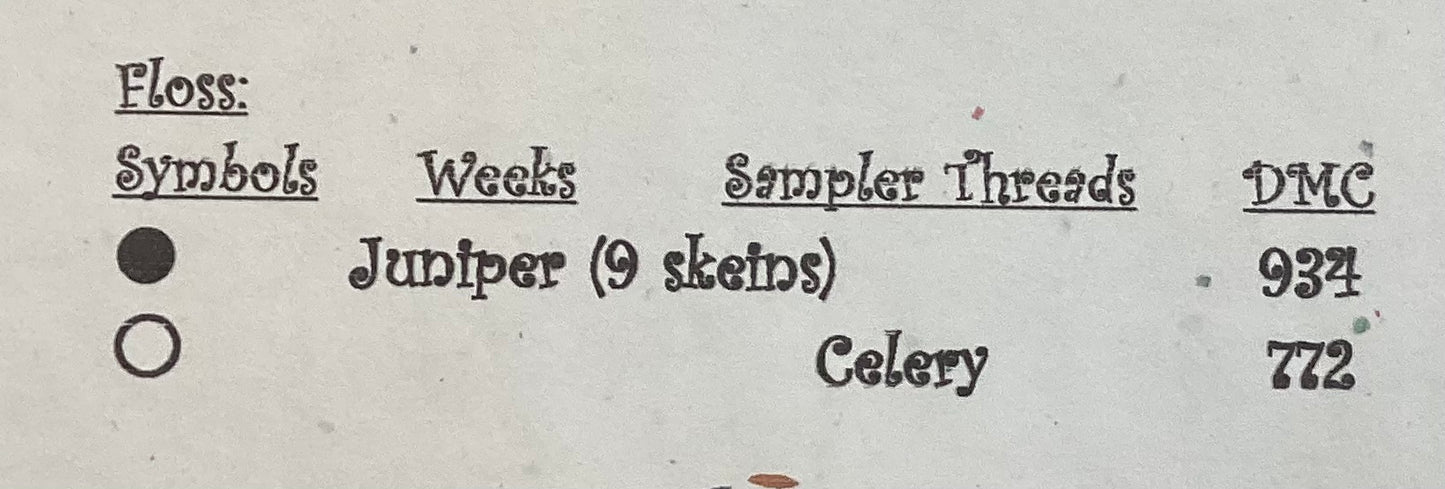 Floss:
Symbols Weeks Sampler Threads DMC
Juniper (9 skeins) 934
Celery 772